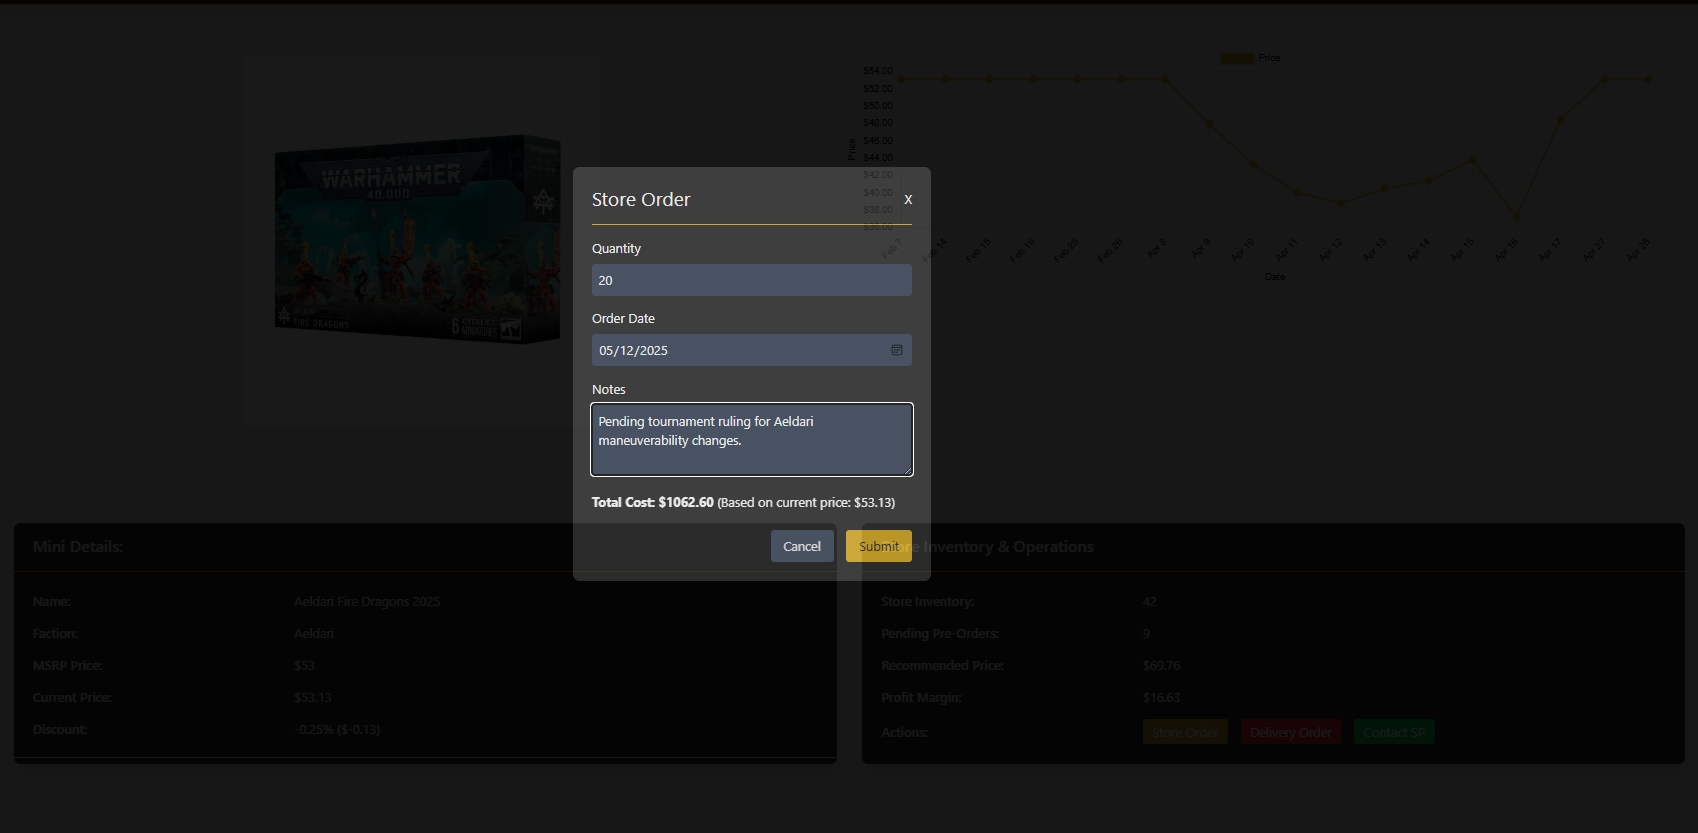 Price
$54.00
$52.00
$50.00
$48.00
$46.00
$44.00
$42.00
$40.00
$38.00
$36.00
Price
Feb 7
Feb 14
Feb 15
Feb 16
Feb 25
Feb 26
Apr 8
Apr 9
Apr 10
Apr 11
Apr 12
Apr 13
Apr 14
Apr 15
Apr 16
Apr 17
Apr 27
Apr 28
Date
WARHAMMER
40,000
FIRE DRAGONS
6 CITADEL
MINIATURES
Store Order
X
Quantity
20
Order Date
05/12/2025
Notes
Pending tournament ruling for Aeldari
maneuverability changes.
Total Cost: $1062.60 (Based on current price: $53.13)
Cancel
Submit
Mini Details:
Name: Aeldari Fire Dragons 2025
Faction: Aeldari
MSRP Price: $53
Current Price: $53.13
Discount: -0.25% ($-0.13)
Store Inventory & Operations
Store Inventory: 42
Pending Pre-Orders: 9
Recommended Price: $69.76
Profit Margin: $16.63
Actions: Store Order Delivery Order Contact SP